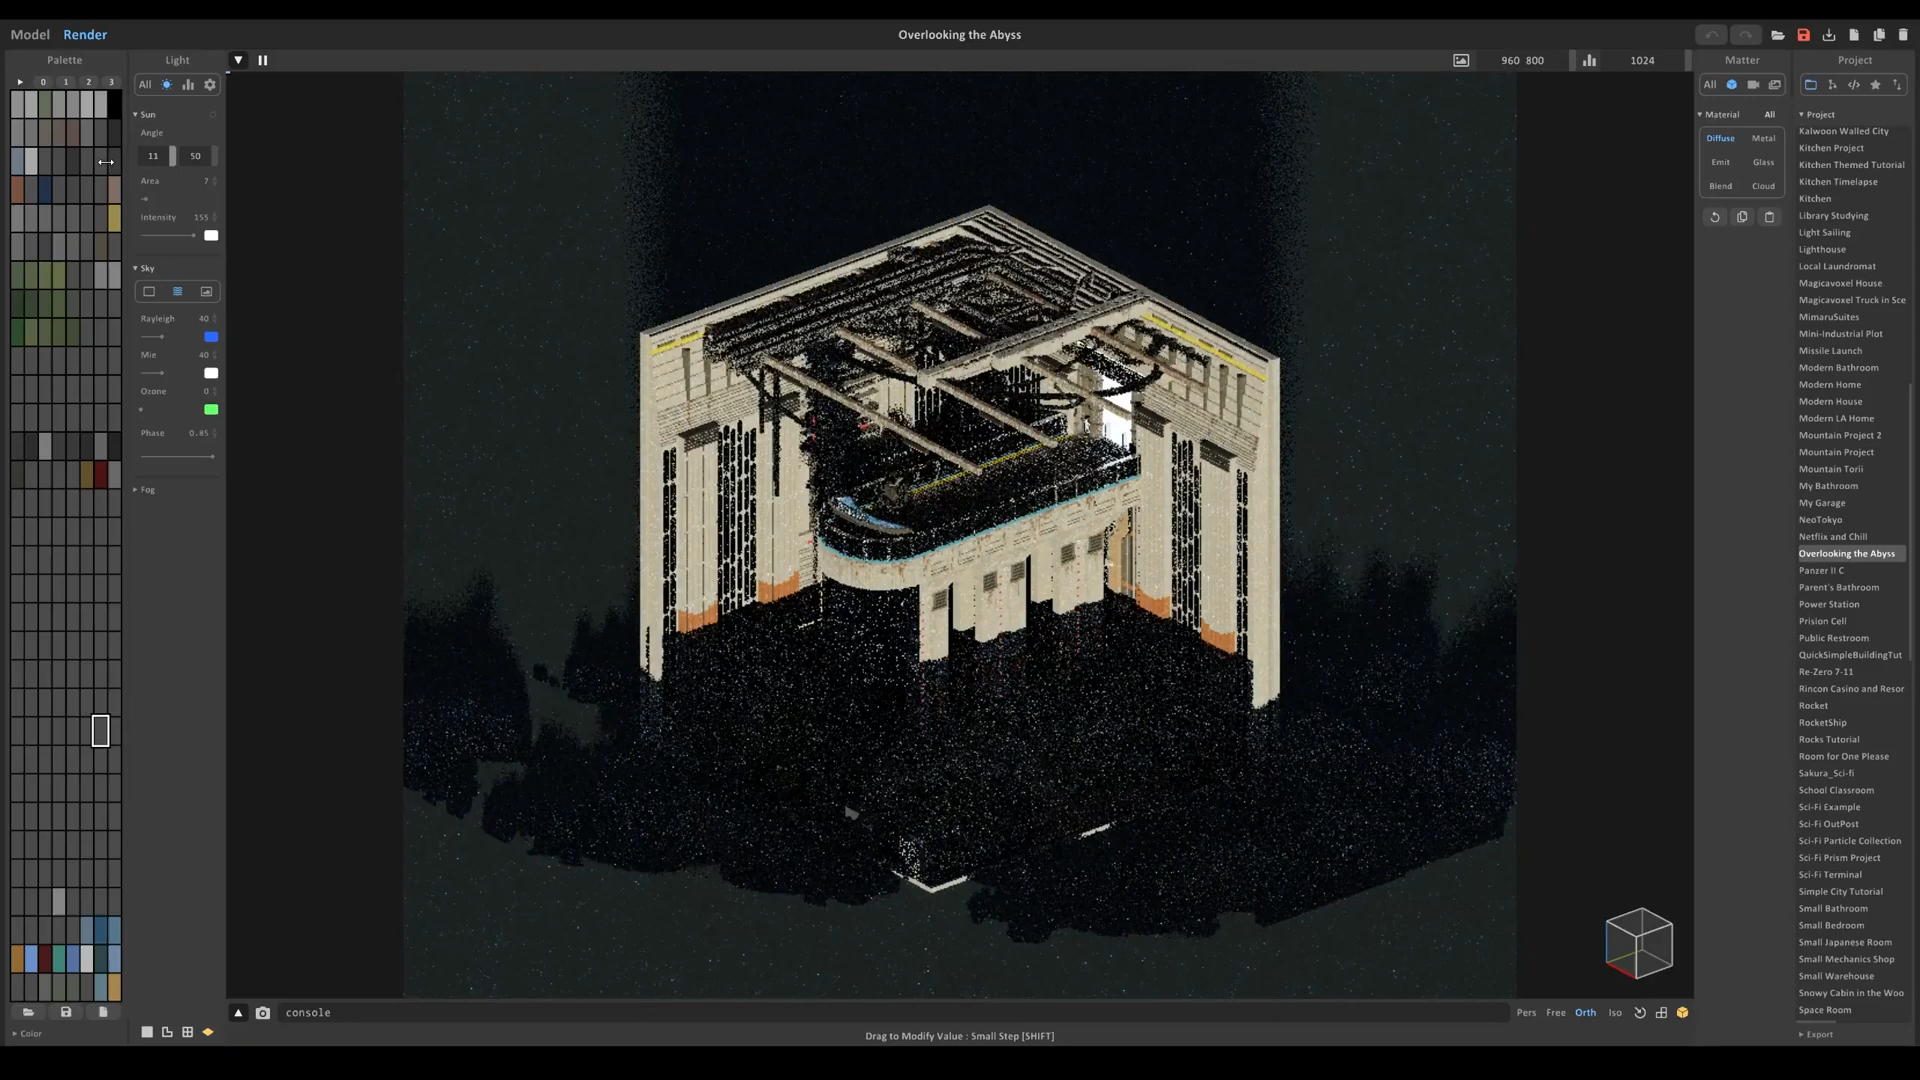 Model Render
Overlooking the Abyss
Palette
0 1 2 3
Color
Light
All
Sun
Angle
11 50
Area 7
Intensity 155
Sky
Rayleigh 40
Mie 40
Ozone 0
Phase 0.85
Fog
960 800
1024
console
Pers Free Orth Iso
Drag to Modify Value : Small Step [SHIFT]
Matter
All
Material All
Diffuse Metal
Emit Glass
Blend Cloud
Project
Project
Kalwoon Walled City
Kitchen Project
Kitchen Themed Tutorial
Kitchen Timelapse
Kitchen
Library Studying
Light Sailing
Lighthouse
Local Laundromat
Magicavoxel House
Magicavoxel Truck in Sce
MimaruSuites
Mini-Industrial Plot
Missile Launch
Modern Bathroom
Modern Home
Modern House
Modern LA Home
Mountain Project 2
Mountain Project
Mountain Torii
My Bathroom
My Garage
NeoTokyo
Netflix and Chill
Overlooking the Abyss
Panzer II C
Parent's Bathroom
Power Station
Prision Cell
Public Restroom
QuickSimpleBuildingTut
Re-Zero 7-11
Rincon Casino and Resor
Rocket
RocketShip
Rocks Tutorial
Room for One Please
Sakura_Sci-fi
School Classroom
Sci-Fi Example
Sci-Fi OutPost
Sci-Fi Particle Collection
Sci-Fi Prism Project
Sci-Fi Terminal
Simple City Tutorial
Small Bathroom
Small Bedroom
Small Japanese Room
Small Mechanics Shop
Small Warehouse
Snowy Cabin in the Woo
Space Room
Export